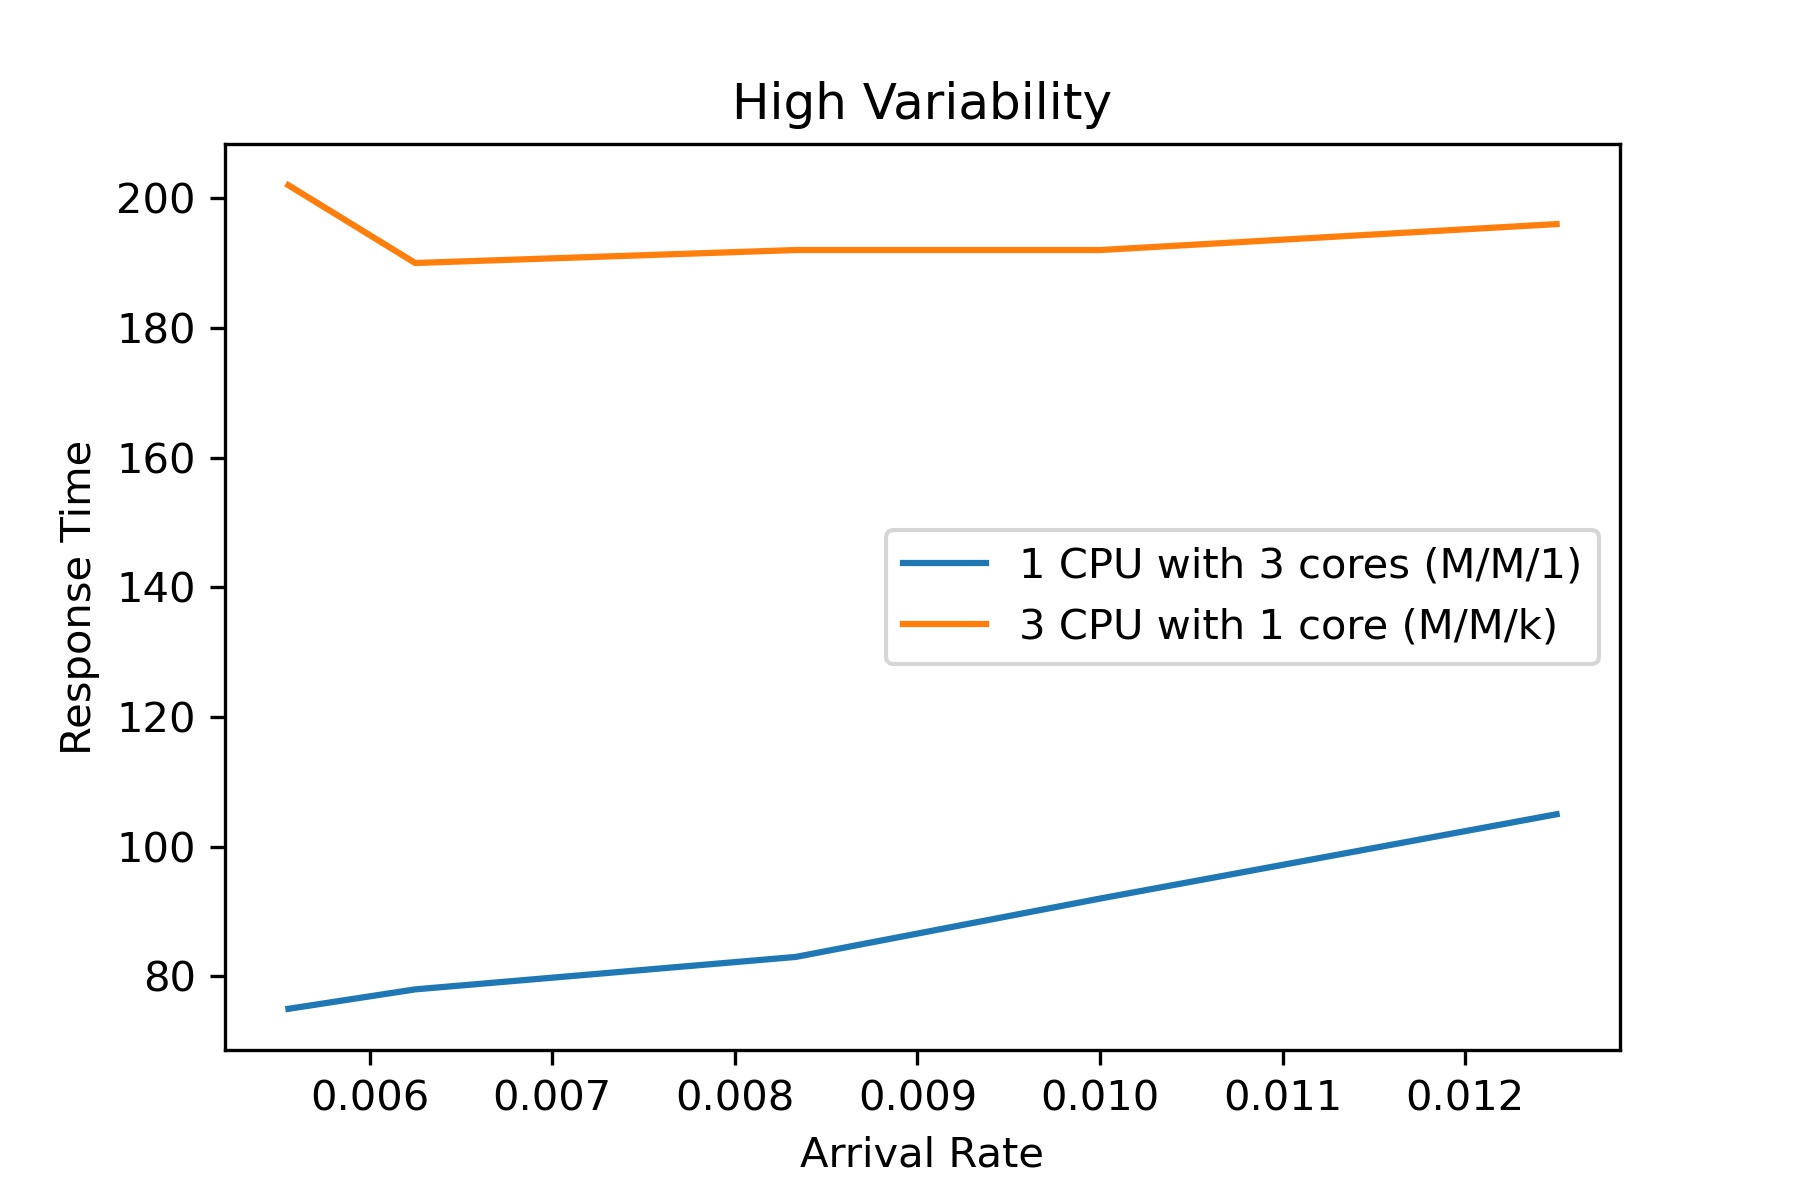 High Variability
200
180
160
140
120
100
80
Response Time
1 CPU with 3 cores (M/M/1)
3 CPU with 1 core (M/M/k)
0.006 0.007 0.008 0.009 0.010 0.011 0.012
Arrival Rate